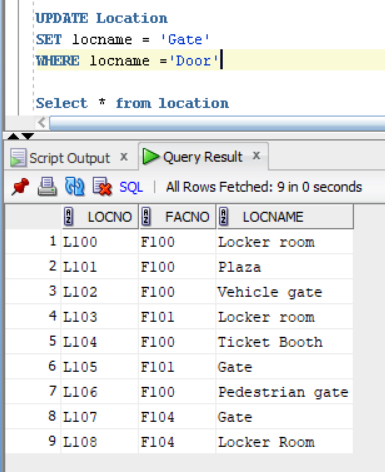 UPDATE Location
SET locname = 'Gate'
WHERE locname ='Door'
Select * from location
Script Output x Query Result x
SQL | All Rows Fetched: 9 in 0 seconds
LOCNO FACNO LOCNAME
1 L100 F100 Locker room
2 L101 F100 Plaza
3 L102 F100 Vehicle gate
4 L103 F101 Locker room
5 L104 F100 Ticket Booth
6 L105 F101 Gate
7 L106 F100 Pedestrian gate
8 L107 F104 Gate
9 L108 F104 Locker Room